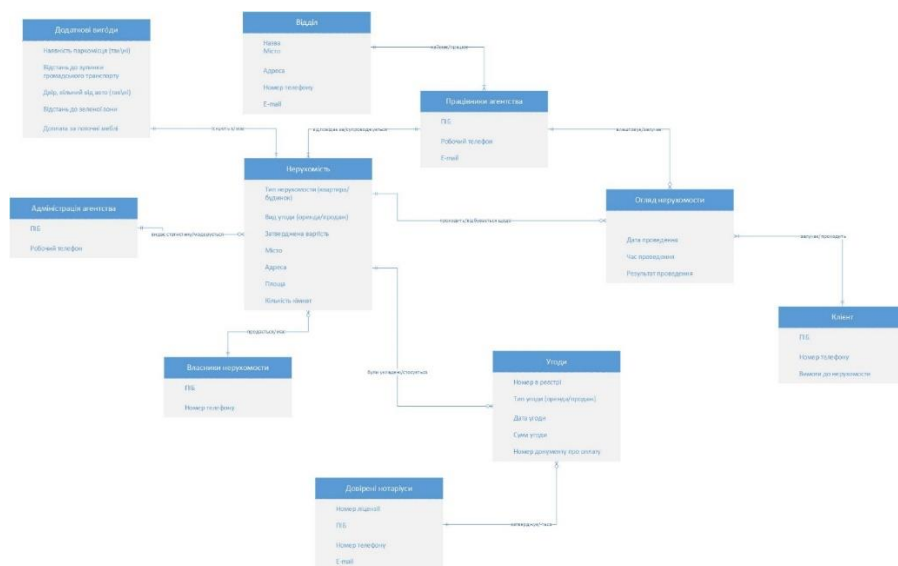 Додаткові вигоди
Наявність паркомісця (так\ні)
Відстань до зупинки
громадського транспорту
Двір, вільний від авто (так\ні)
Відстань до зеленої зони
Доплата за поточні меблі
Відділ
Назва
Місто
Адреса
Номер телефону
E-mail
Працівники агентства
ПІБ
Робочий телефон
E-mail
Нерухомість
Тип нерухомости (квартира/
будинок)
Вид угоди (оренда/продаж)
Затверджена вартість
Місто
Адреса
Площа
Кількість кімнат
Адміністрація агентства
ПІБ
Робочий телефон
Огляд нерухомости
Дата проведення
Час проведення
Результат проведення
Клієнт
ПІБ
Номер телефону
Вимоги до нерухомости
Власники нерухомости
ПІБ
Номер телефону
Угоди
Номер в реєстрі
Тип угоди (оренда/продаж)
Дата угоди
Сума угоди
Номер документу про оплату
Довірені нотаріуси
Номер ліцензії
ПІБ
Номер телефону
E-mail